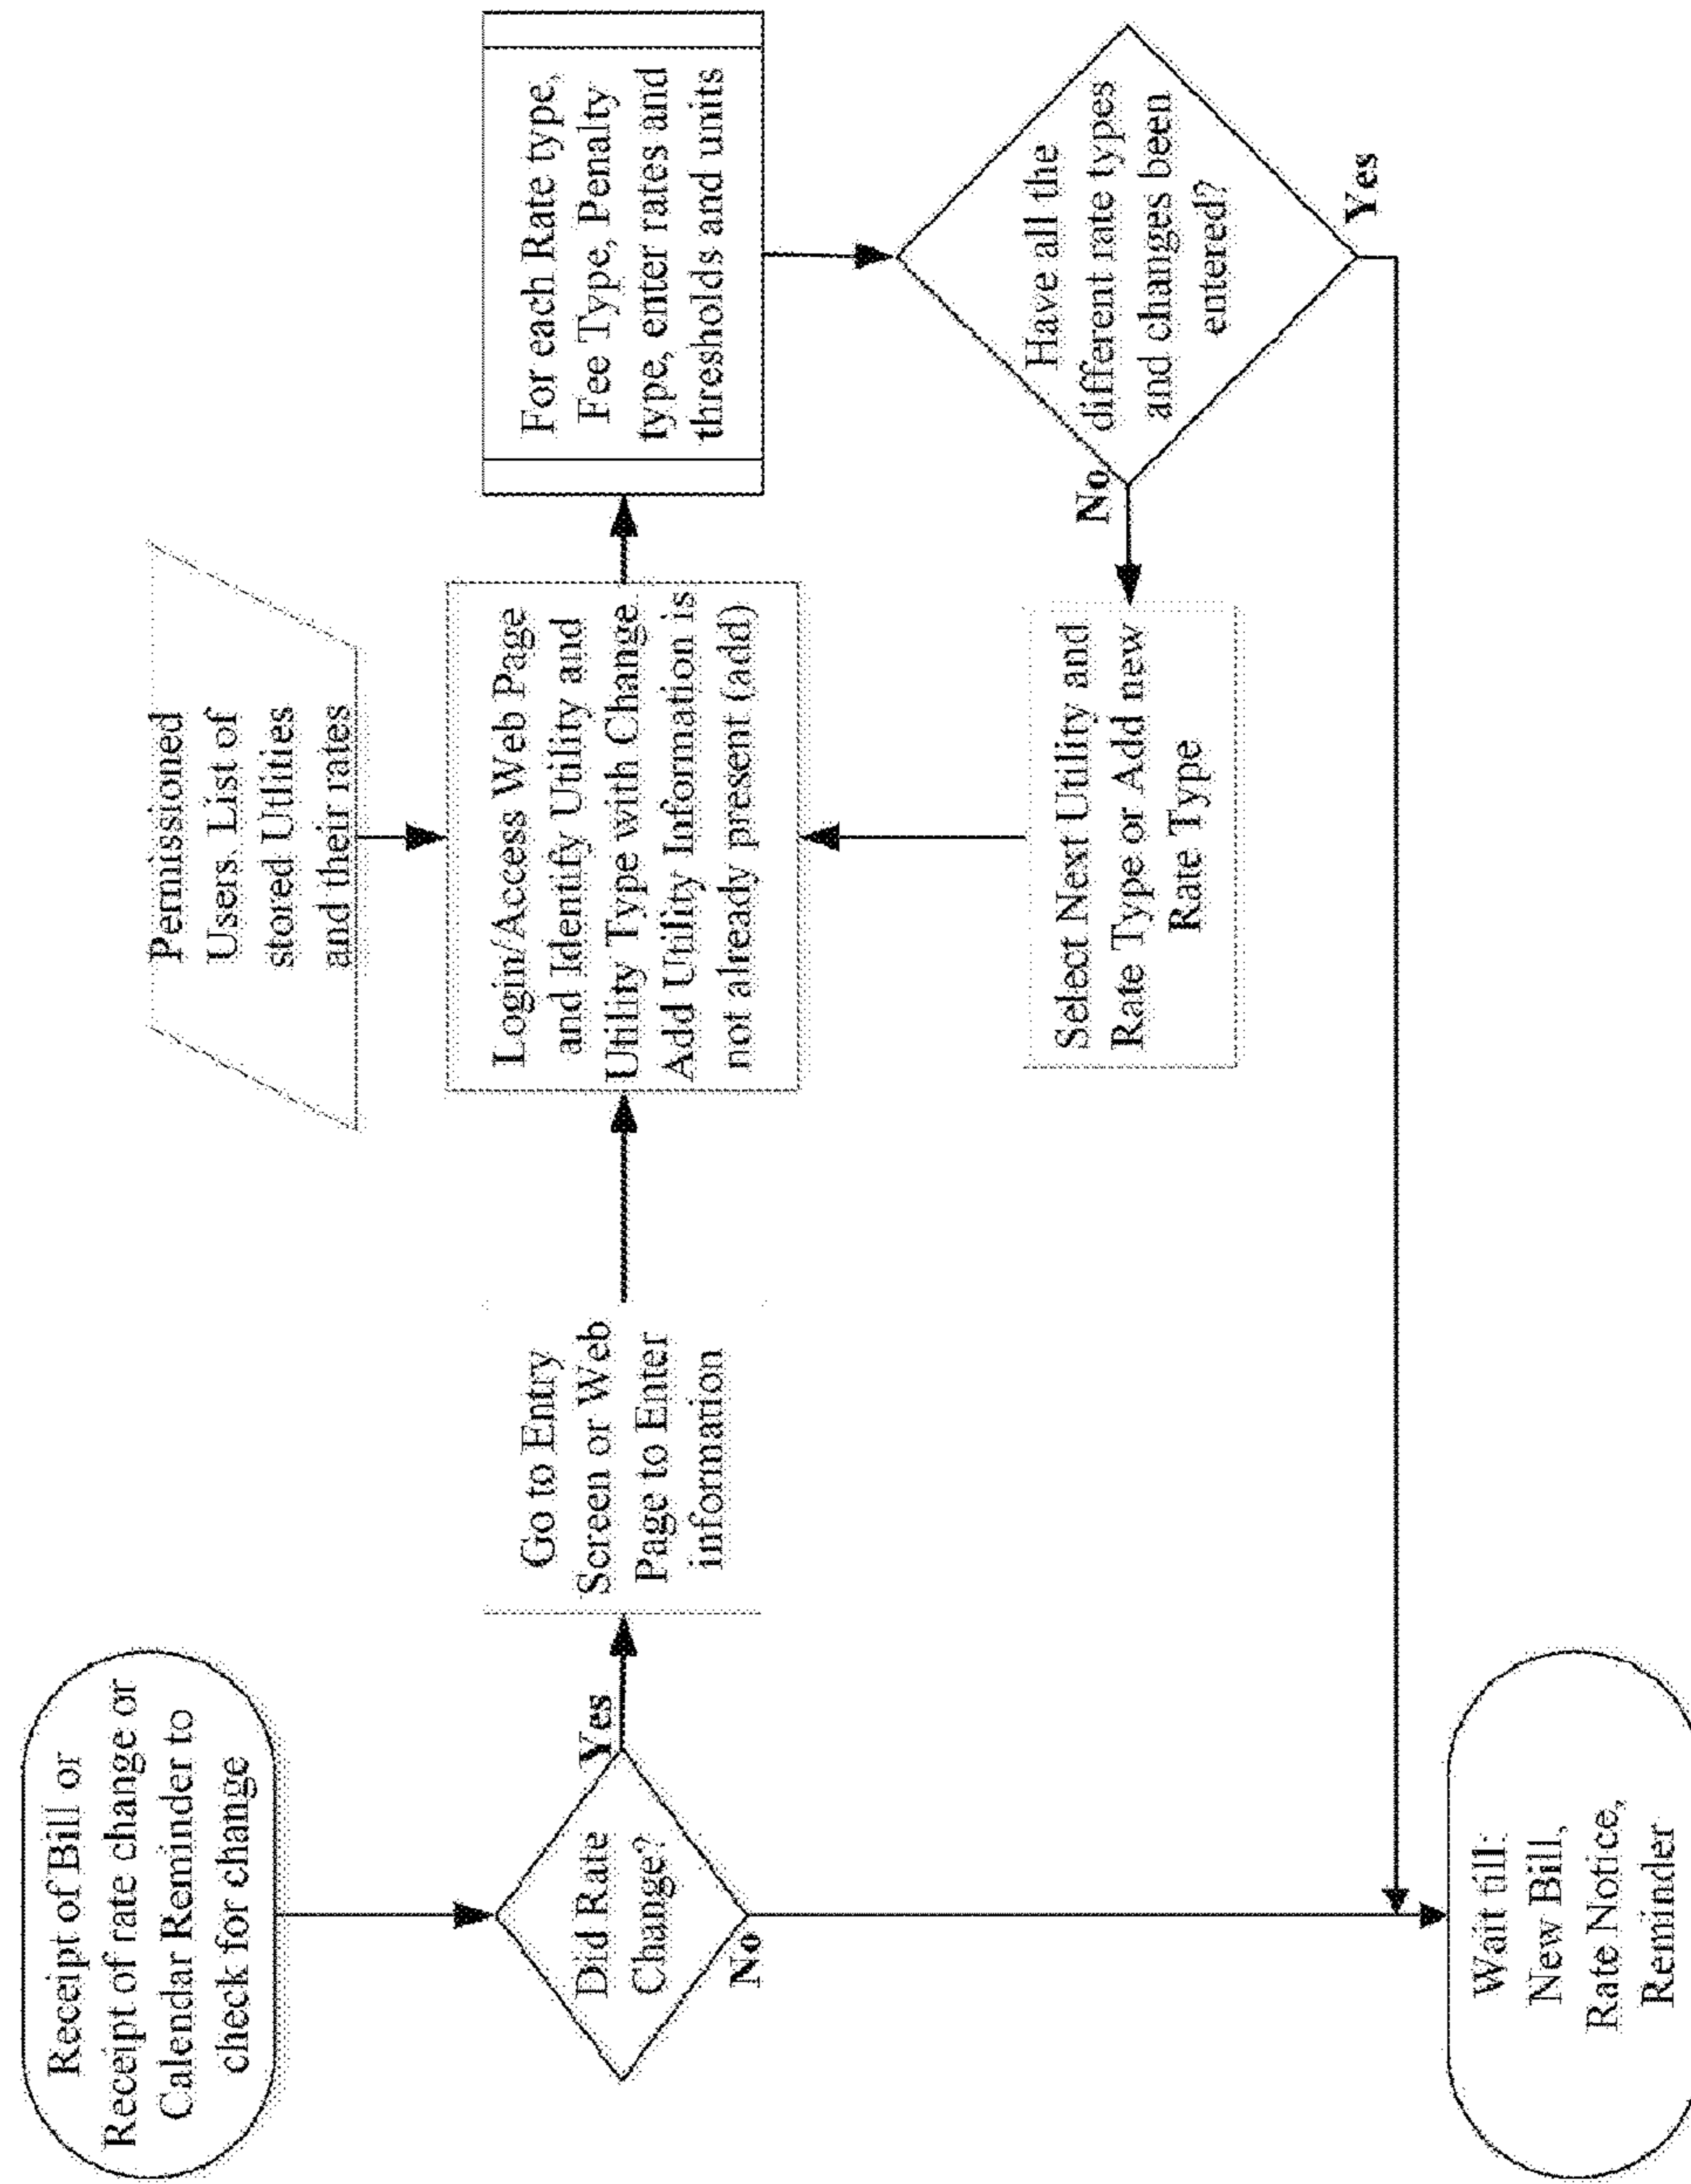 Receipt of Bill or
Receipt of rate change or
Calendar Reminder to
check for change
Did Rate
Change?
Yes
No
Go to Entry
Screen or Web
Page to Enter
information
Permissioned
Users. List of
stored Utilities
and their rates
Login/Access Web Page
and Identify Utility and
Utility Type with Change.
Add Utility Information is
not already present (add)
For each Rate type,
Fee Type, Penalty
type, enter rates and
thresholds and units
Have all the
different rate types
and changes been
entered?
No
Yes
Select Next Utility and
Rate Type or Add new
Rate Type
Wait till:
New Bill,
Rate Notice,
Reminder